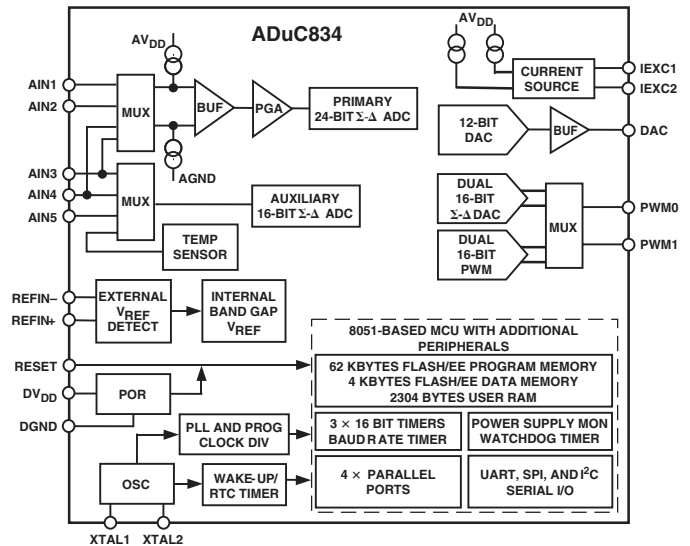 ADuC834
AVDD
AIN1
AIN2
AIN3
AIN4
AIN5
MUX
BUF
PGA
PRIMARY
24-BIT Σ-Δ ADC
AGND
MUX
AUXILIARY
16-BIT Σ-Δ ADC
TEMP
SENSOR
AVDD
CURRENT
SOURCE
IEXC1
IEXC2
12-BIT
DAC
BUF
DAC
DUAL
16-BIT
Σ-Δ DAC
DUAL
16-BIT
PWM
MUX
PWM0
PWM1
REFIN–
REFIN+
EXTERNAL
VREF
DETECT
INTERNAL
BAND GAP
VREF
RESET
DVDD
DGND
POR
PLL AND PROG
CLOCK DIV
OSC
WAKE-UP/
RTC TIMER
XTAL1
XTAL2
8051-BASED MCU WITH ADDITIONAL
PERIPHERALS
62 KBYTES FLASH/EE PROGRAM MEMORY
4 KBYTES FLASH/EE DATA MEMORY
2304 BYTES USER RAM
3 × 16 BIT TIMERS
BAUD RATE TIMER
POWER SUPPLY MON
WATCHDOG TIMER
4 × PARALLEL
PORTS
UART, SPI, AND I²C
SERIAL I/O